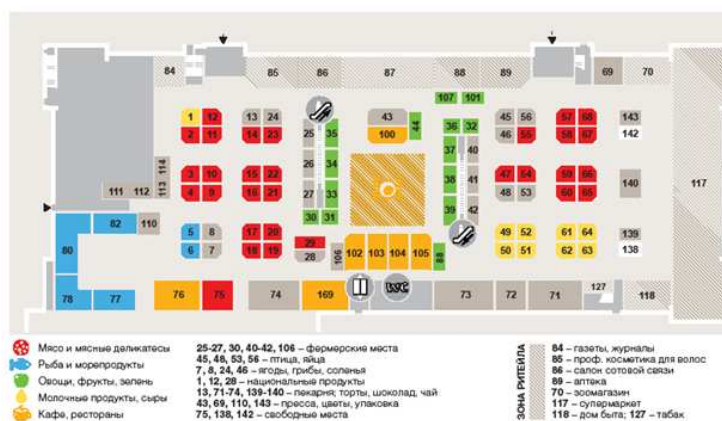 84 85 86 87 88 89 69 70
107 101
1 12 13 24 25 35 43 44 36 32 45 56 57 68 143
2 11 14 23 100 37 40 46 55 58 67 142
114 26 34
3 10 15 22 38 41 47 54 59 66 140 117
111 112 113 4 9 16 21 27 33 48 53 60 65
39 42
82 110 5 8 17 20 30 31 49 52 61 64 139
80 6 7 18 19 29 50 51 62 63 138
28 106 102 103 104 105 88
78 77 76 75 74 169 WC 73 72 71 127 118
Мясо и мясные деликатесы
Рыба и морепродукты
Овощи, фрукты, зелень
Молочные продукты, сыры
Кафе, рестораны
25-27, 30, 40-42, 106 – фермерские места
45, 48, 53, 56 – птица, яйца
7, 8, 24, 46 – ягоды, грибы, соленья
1, 12, 28 – национальные продукты
13, 71-74, 139-140 – пекарня; торты, шоколад, чай
43, 69, 110, 143 – пресса, цветы, упаковка
75, 138, 142 – свободные места
ЗОНА РИТЕЙЛА
84 – газеты, журналы
85 – проф. косметика для волос
86 – салон сотовой связи
89 – аптека
70 – зоомагазин
117 – супермаркет
118 – дом быта; 127 – табак